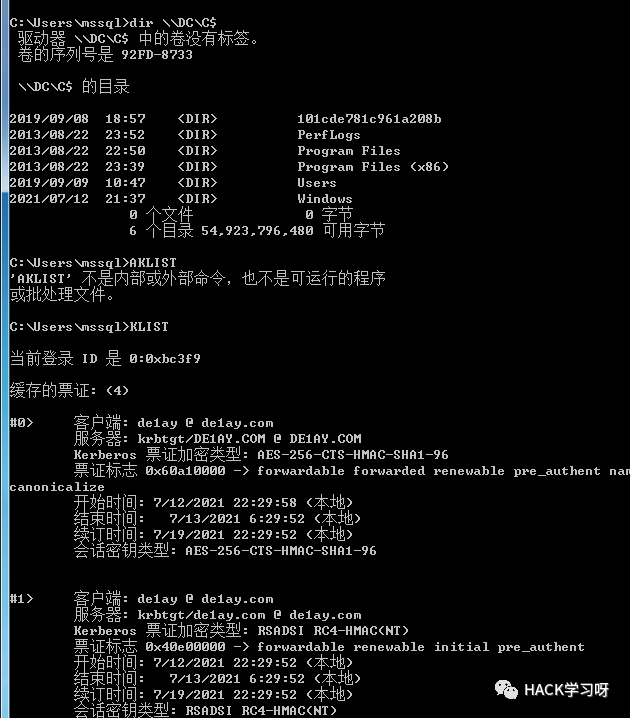 C:\Users\mssql>dir \\DC\C$
驱动器 \\DC\C$ 中的卷没有标签。
卷的序列号是 92FD-8733
\\DC\C$ 的目录
2019/09/08 18:57 <DIR> 101cde781c961a208b
2013/08/22 23:52 <DIR> PerfLogs
2013/08/22 22:50 <DIR> Program Files
2013/08/22 23:39 <DIR> Program Files (x86)
2019/09/09 10:47 <DIR> Users
2021/07/12 21:37 <DIR> Windows
0 个文件 0 字节
6 个目录 54,923,796,480 可用字节
C:\Users\mssql>AKLIST
'AKLIST' 不是内部或外部命令，也不是可运行的程序
或批处理文件。
C:\Users\mssql>KLIST
当前登录 ID 是 0:0xbc3f9
缓存的票证: (4)
#0> 客户端: de1ay @ de1ay.com
服务器: krbtgt/DE1AY.COM @ DE1AY.COM
Kerberos 票证加密类型: AES-256-CTS-HMAC-SHA1-96
票证标志 0x60a10000 -> forwardable forwarded renewable pre_authent nam
canonicalize
开始时间: 7/12/2021 22:29:58 (本地)
结束时间: 7/13/2021 6:29:52 (本地)
续订时间: 7/19/2021 22:29:52 (本地)
会话密钥类型: AES-256-CTS-HMAC-SHA1-96
#1> 客户端: de1ay @ de1ay.com
服务器: krbtgt/de1ay.com @ de1ay.com
Kerberos 票证加密类型: RSADSI RC4-HMAC(NT)
票证标志 0x40e00000 -> forwardable renewable initial pre_authent
开始时间: 7/12/2021 22:29:52 (本地)
结束时间: 7/13/2021 6:29:52 (本地)
续订时间: 7/19/2021 22:29:52 (本地)
会话密钥类型: RSADSI RC4-HMAC(NT)
HACK学习呀